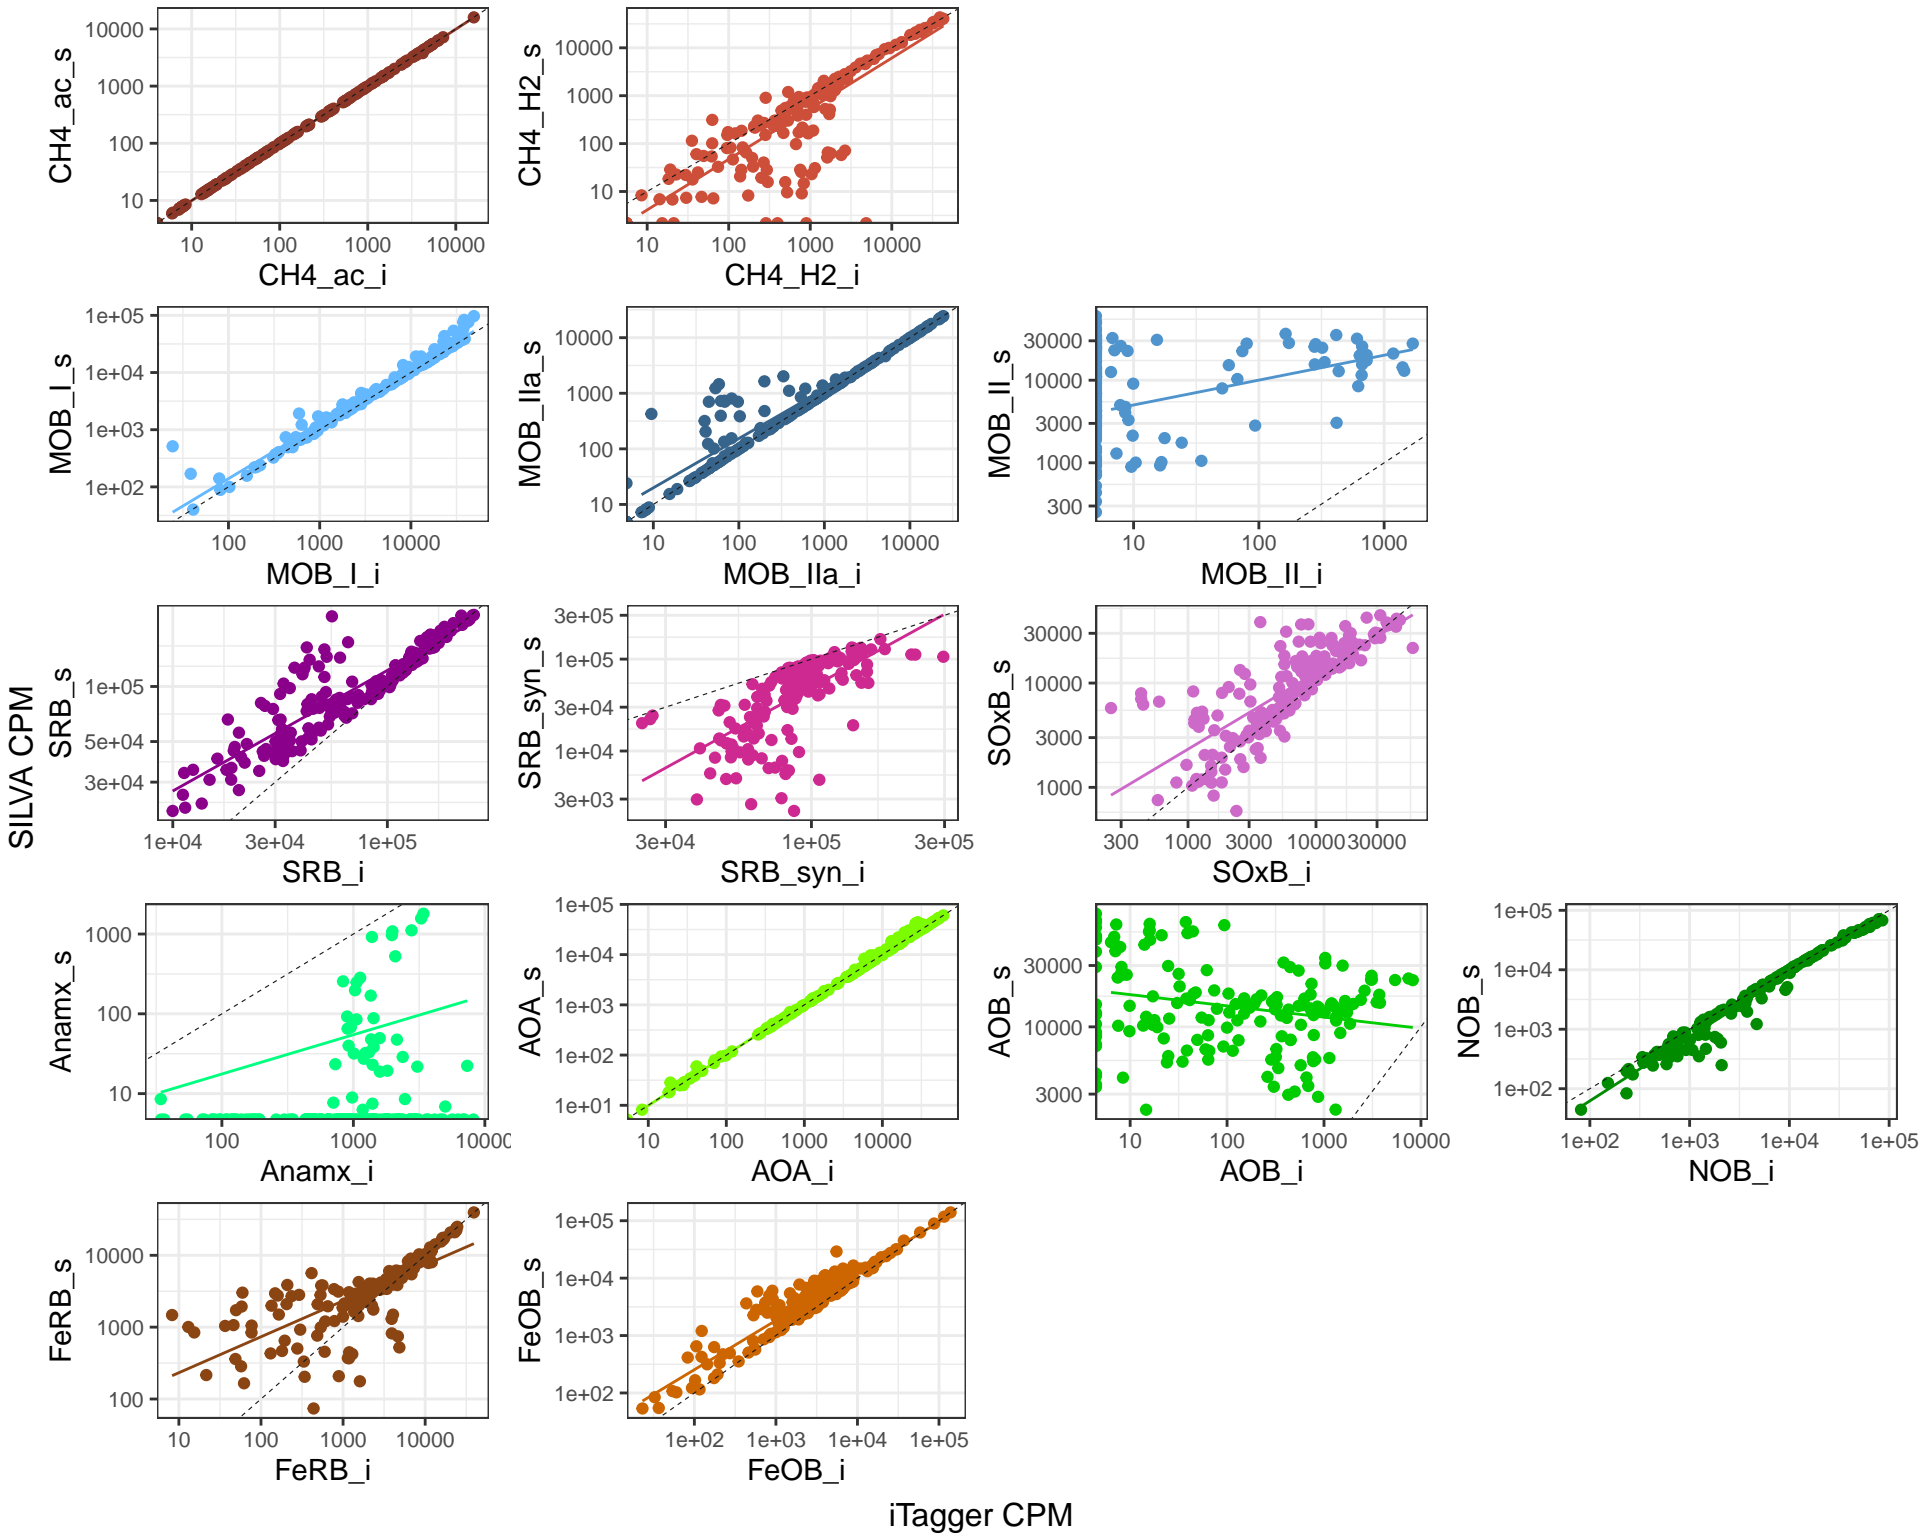 SILVA CPM
CH4_ac_s
10000
1000
100
10
10 100 1000 10000
CH4_ac_i
CH4_H2_s
10000
1000
100
10
10 100 1000 10000
CH4_H2_i
MOB_I_s
1e+05
1e+04
1e+03
1e+02
100 1000 10000
MOB_I_i
MOB_IIa_s
10000
1000
100
10
10 100 1000 10000
MOB_IIa_i
MOB_II_s
30000
10000
3000
1000
300
10 100 1000
MOB_II_i
SRB_s
1e+05
5e+04
3e+04
1e+04 3e+04 1e+05
SRB_i
SRB_syn_s
3e+05
1e+05
3e+04
1e+04
3e+03
3e+04 1e+05 3e+05
SRB_syn_i
SOxB_s
30000
10000
3000
1000
300 1000 3000 10000 30000
SOxB_i
Anamx_s
1000
100
10
100 1000 10000
Anamx_i
AOA_s
1e+05
1e+04
1e+03
1e+02
1e+01
10 100 1000 10000
AOA_i
AOB_s
30000
10000
3000
10 100 1000 10000
AOB_i
NOB_s
1e+05
1e+04
1e+03
1e+02
1e+02 1e+03 1e+04 1e+05
NOB_i
FeRB_s
10000
1000
100
10 100 1000 10000
FeRB_i
FeOB_s
1e+05
1e+04
1e+03
1e+02
1e+02 1e+03 1e+04 1e+05
FeOB_i
iTagger CPM